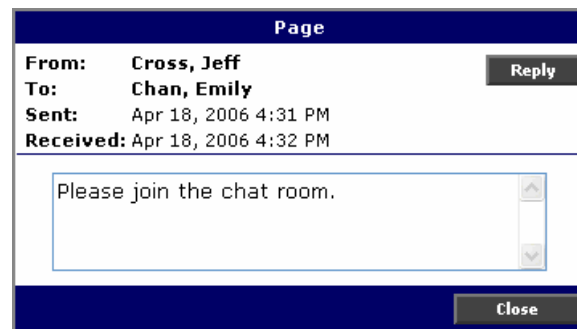 Page
From: Cross, Jeff
Reply
To: Chan, Emily
Sent: Apr 18, 2006 4:31 PM
Received: Apr 18, 2006 4:32 PM
Please join the chat room.
Close